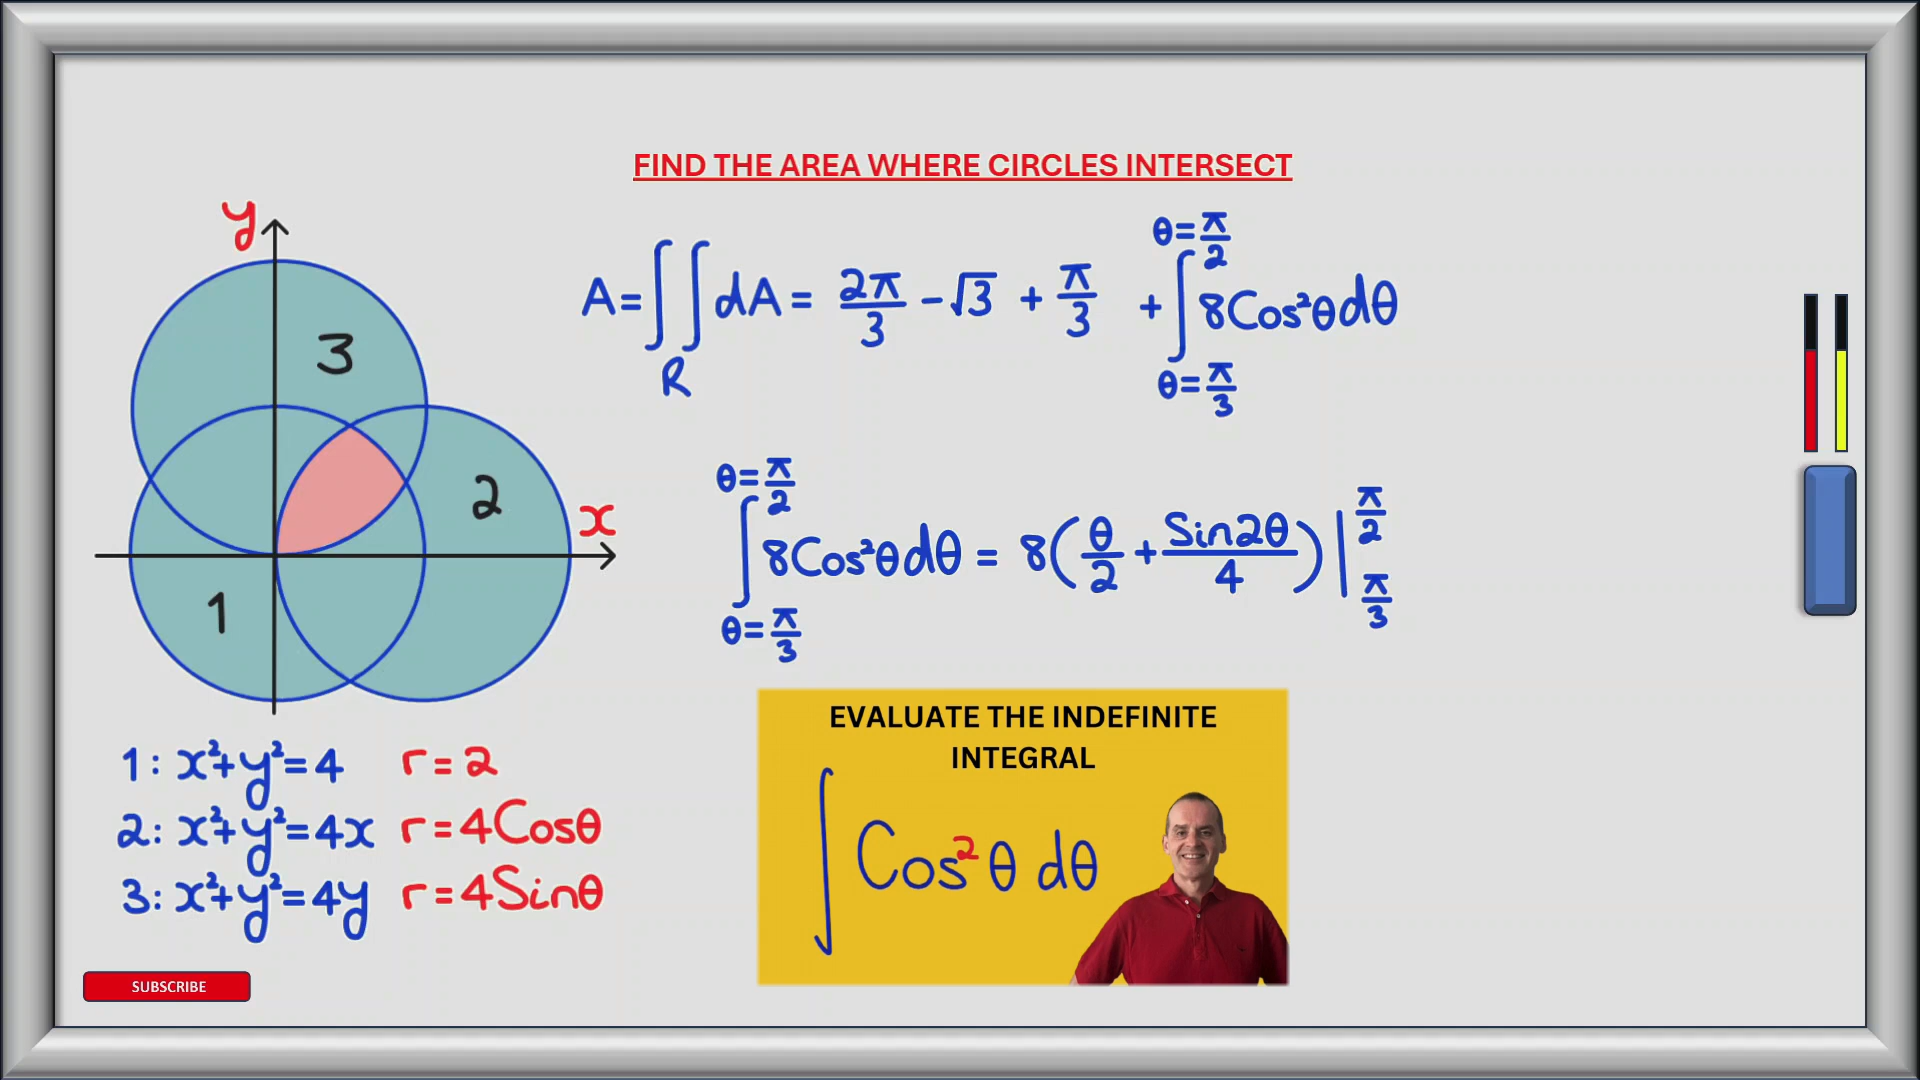 FIND THE AREA WHERE CIRCLES INTERSECT
y
3
2
x
1
A=∫∫dA= 2π/3 -√3 + π/3 + ∫8Cos²θdθ
R
θ=π/2
θ=π/3
θ=π/2
∫8Cos²θdθ = 8(θ/2+Sin2θ/4)|
π/2
π/3
θ=π/3
1: x²+y²=4 r=2
2: x²+y²=4x r=4Cosθ
3: x²+y²=4y r=4Sinθ
EVALUATE THE INDEFINITE
INTEGRAL
∫Cos²θ dθ
SUBSCRIBE